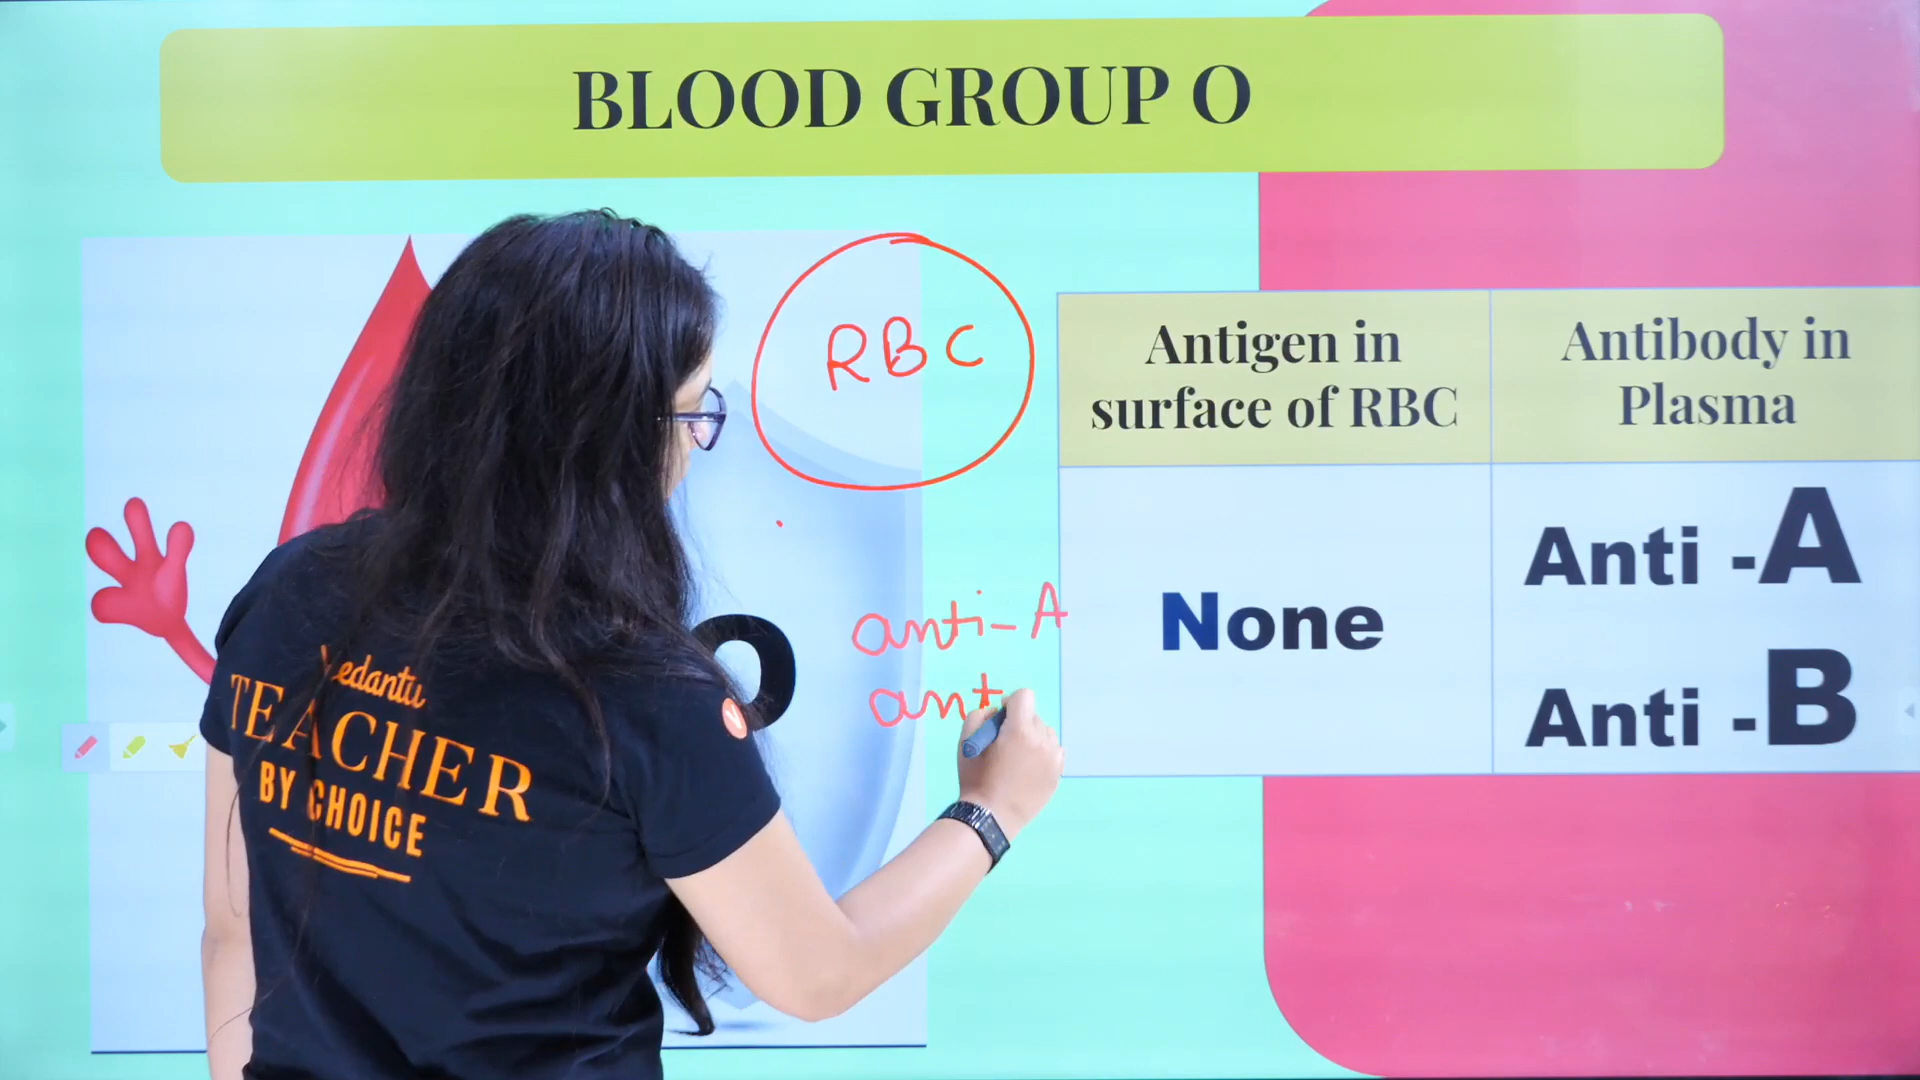 BLOOD GROUP O
RBC
Antigen in
surface of RBC
Antibody in
Plasma
None
Anti -A
Anti -B
anti-A
ant
O
Vedantu
TEACHER
BY CHOICE